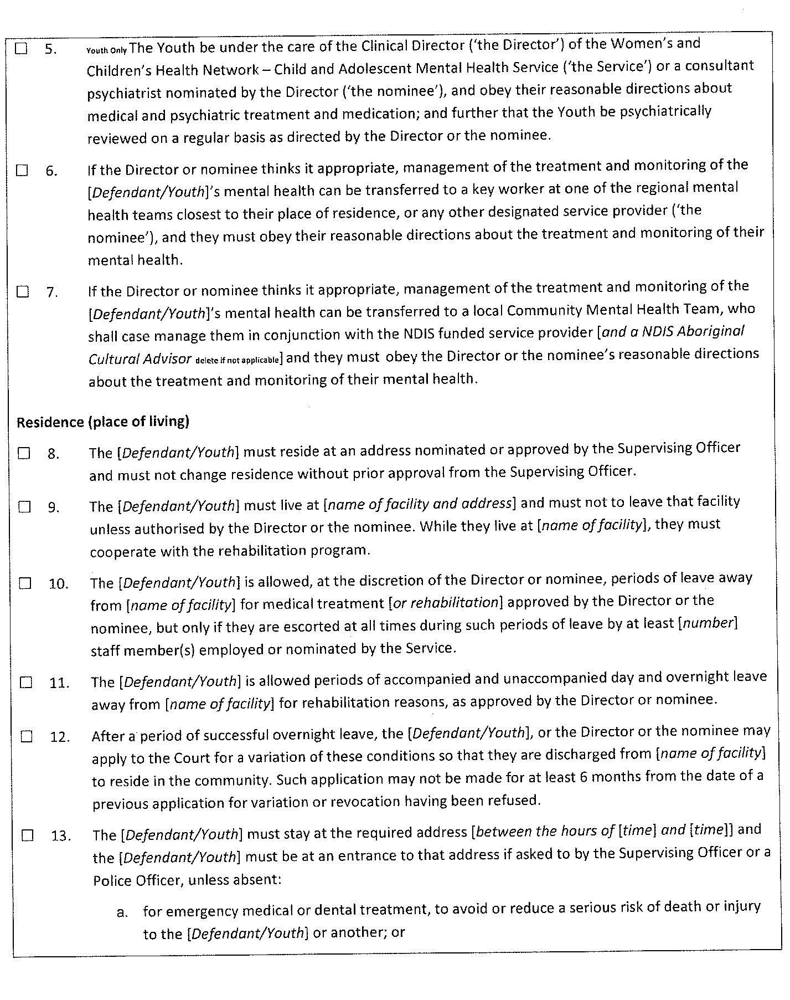 ☐ 5. Youth Only The Youth be under the care of the Clinical Director (‘the Director’) of the Women’s and
Children’s Health Network – Child and Adolescent Mental Health Service (‘the Service’) or a consultant
psychiatrist nominated by the Director (‘the nominee’), and obey their reasonable directions about
medical and psychiatric treatment and medication; and further that the Youth be psychiatrically
reviewed on a regular basis as directed by the Director or the nominee.
☐ 6. If the Director or nominee thinks it appropriate, management of the treatment and monitoring of the
[Defendant/Youth]’s mental health can be transferred to a key worker at one of the regional mental
health teams closest to their place of residence, or any other designated service provider (‘the
nominee’), and they must obey their reasonable directions about the treatment and monitoring of their
mental health.
☐ 7. If the Director or nominee thinks it appropriate, management of the treatment and monitoring of the
[Defendant/Youth]’s mental health can be transferred to a local Community Mental Health Team, who
shall case manage them in conjunction with the NDIS funded service provider [and a NDIS Aboriginal
Cultural Advisor delete if not applicable] and they must obey the Director or the nominee’s reasonable directions
about the treatment and monitoring of their mental health.
Residence (place of living)
☐ 8. The [Defendant/Youth] must reside at an address nominated or approved by the Supervising Officer
and must not change residence without prior approval from the Supervising Officer.
☐ 9. The [Defendant/Youth] must live at [name of facility and address] and must not to leave that facility
unless authorised by the Director or the nominee. While they live at [name of facility], they must
cooperate with the rehabilitation program.
☐ 10. The [Defendant/Youth] is allowed, at the discretion of the Director or nominee, periods of leave away
from [name of facility] for medical treatment [or rehabilitation] approved by the Director or the
nominee, but only if they are escorted at all times during such periods of leave by at least [number]
staff member(s) employed or nominated by the Service.
☐ 11. The [Defendant/Youth] is allowed periods of accompanied and unaccompanied day and overnight leave
away from [name of facility] for rehabilitation reasons, as approved by the Director or nominee.
☐ 12. After a period of successful overnight leave, the [Defendant/Youth], or the Director or the nominee may
apply to the Court for a variation of these conditions so that they are discharged from [name of facility]
to reside in the community. Such application may not be made for at least 6 months from the date of a
previous application for variation or revocation having been refused.
☐ 13. The [Defendant/Youth] must stay at the required address [between the hours of [time] and [time]] and
the [Defendant/Youth] must be at an entrance to that address if asked to by the Supervising Officer or a
Police Officer, unless absent:
a. for emergency medical or dental treatment, to avoid or reduce a serious risk of death or injury
to the [Defendant/Youth] or another; or